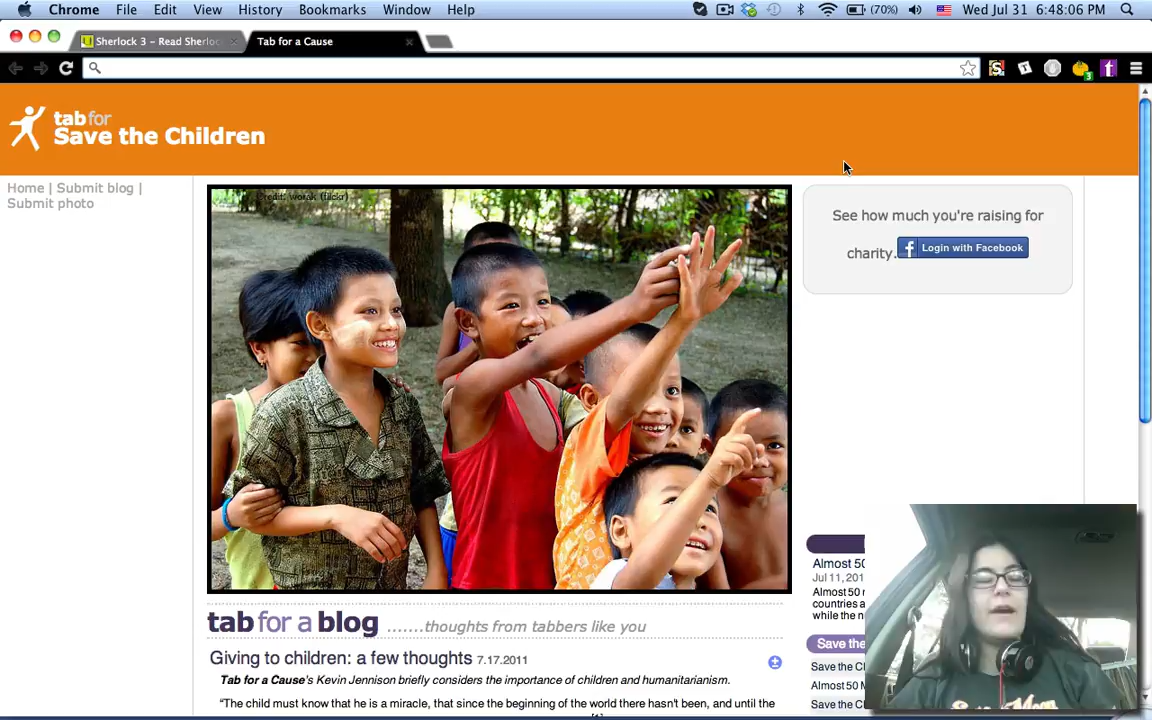 Chrome File Edit View History Bookmarks Window Help (70%) Wed Jul 31 6:48:06 PM
Sherlock 3 – Read Sherlo
Tab for a Cause
tab for
Save the Children
Home | Submit blog |
Submit photo
Credit: worak (flickr)
See how much you're raising for
charity. Login with Facebook
Almost 50
Jul 11, 201
Almost 50 m
countries a
while the n
tab for a blog .......thoughts from tabbers like you
Save the
Giving to children: a few thoughts 7.17.2011
Save the Cl
Tab for a Cause's Kevin Jennison briefly considers the importance of children and humanitarianism.
Almost 50 M
"The child must know that he is a miracle, that since the beginning of the world there hasn't been, and until the
Save the Cl